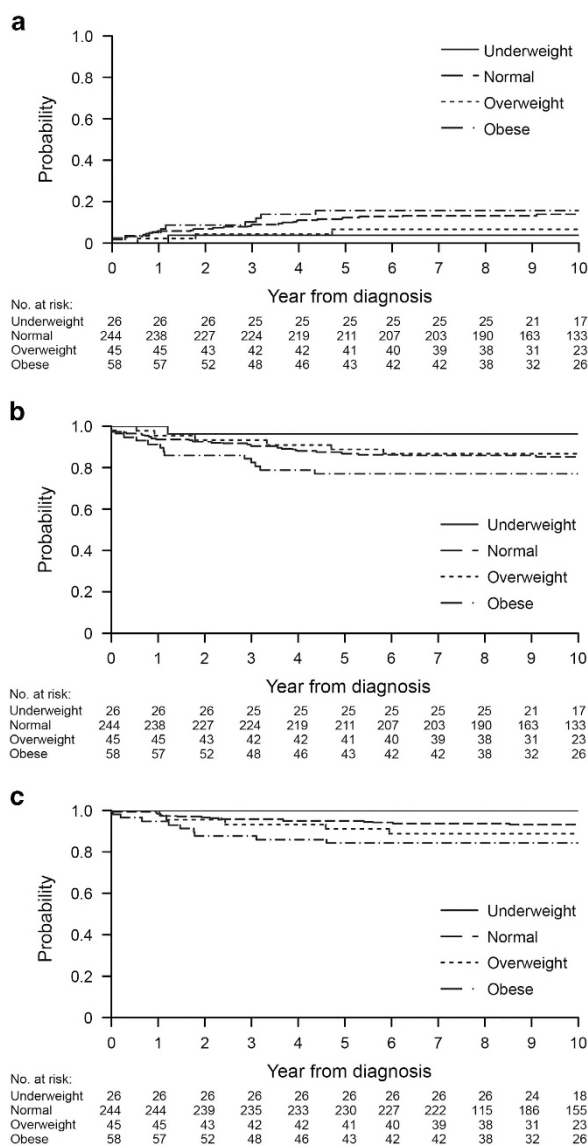 a
1.0
0.8
0.6
0.4
0.2
0
Probability
Underweight
Normal
Overweight
Obese
0 1 2 3 4 5 6 7 8 9 10
Year from diagnosis
No. at risk:
Underweight 26 26 26 25 25 25 25 25 25 21 17
Normal 244 238 227 224 219 211 207 203 190 163 133
Overweight 45 45 43 42 42 41 40 39 38 31 23
Obese 58 57 52 48 46 43 42 42 38 32 26
b
1.0
0.8
0.6
0.4
0.2
0
Probability
Underweight
Normal
Overweight
Obese
0 1 2 3 4 5 6 7 8 9 10
Year from diagnosis
No. at risk:
Underweight 26 26 26 25 25 25 25 25 25 21 17
Normal 244 238 227 224 219 211 207 203 190 163 133
Overweight 45 45 43 42 42 41 40 39 38 31 23
Obese 58 57 52 48 46 43 42 42 38 32 26
c
1.0
0.8
0.6
0.4
0.2
0
Probability
Underweight
Normal
Overweight
Obese
0 1 2 3 4 5 6 7 8 9 10
Year from diagnosis
No. at risk:
Underweight 26 26 26 26 26 26 26 26 26 24 18
Normal 244 244 239 235 233 230 227 222 115 186 155
Overweight 45 45 43 42 42 41 40 39 38 31 23
Obese 58 57 52 48 46 43 42 42 38 32 26